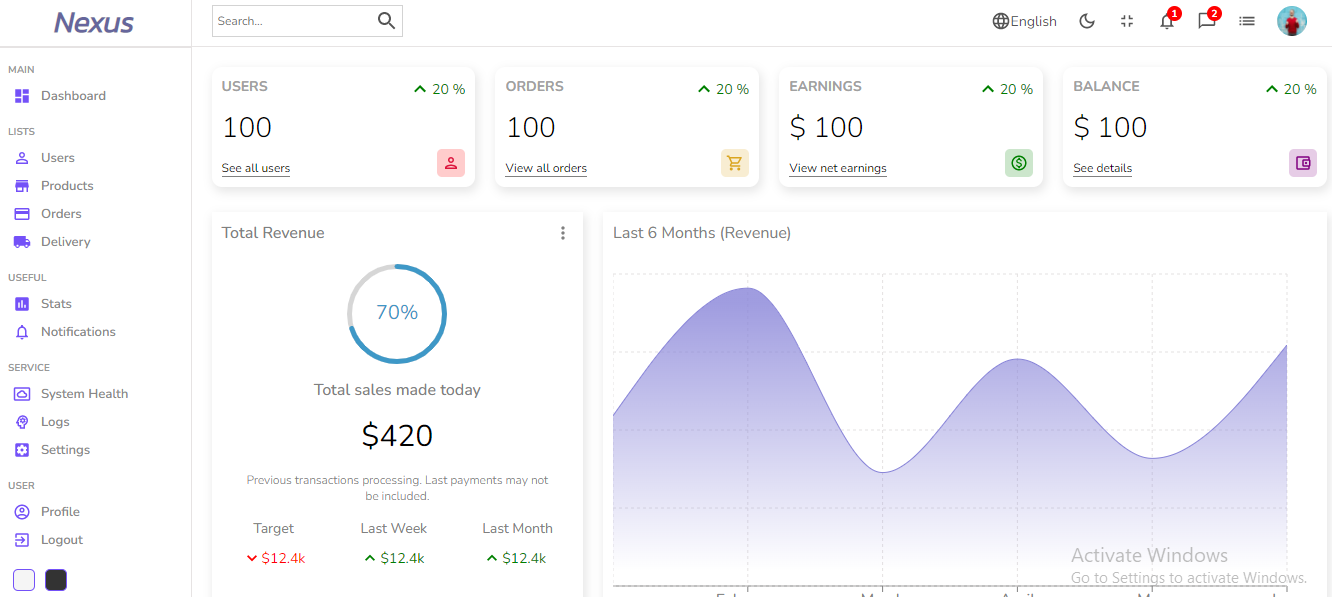 Nexus
Search...
English
1
2
MAIN
Dashboard
LISTS
Users
Products
Orders
Delivery
USEFUL
Stats
Notifications
SERVICE
System Health
Logs
Settings
USER
Profile
Logout
USERS
20 %
100
See all users
ORDERS
20 %
100
View all orders
EARNINGS
20 %
$ 100
View net earnings
BALANCE
20 %
$ 100
See details
Total Revenue
70%
Total sales made today
$420
Previous transactions processing. Last payments may not
be included.
Target
Last Week
Last Month
$12.4k
$12.4k
$12.4k
Last 6 Months (Revenue)
Activate Windows
Go to Settings to activate Windows.